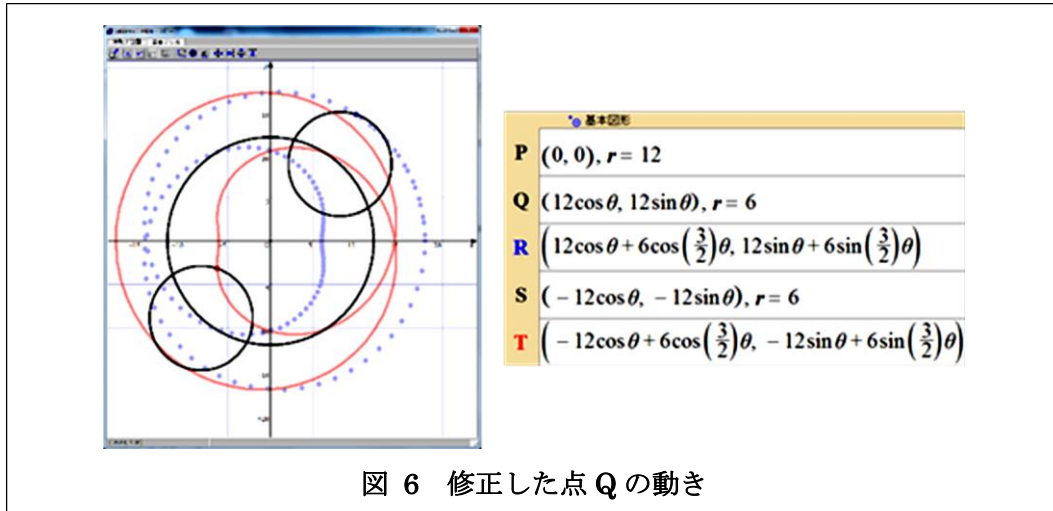 基本図形
P (0, 0), r = 12
Q (12cosθ, 12sinθ), r = 6
R (12cosθ + 6cos(3/2)θ, 12sinθ + 6sin(3/2)θ)
S (− 12cosθ, − 12sinθ), r = 6
T (− 12cosθ + 6cos(3/2)θ, − 12sinθ + 6sin(3/2)θ)
図 6 修正した点 Q の動き